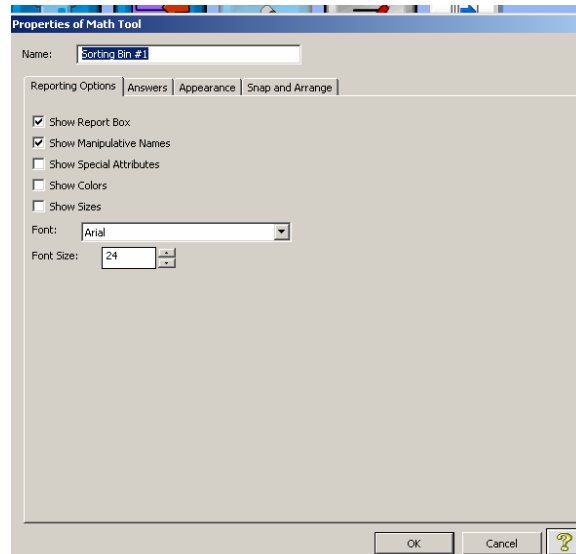 Properties of Math Tool
Name: Sorting Bin #1
Reporting Options Answers Appearance Snap and Arrange
Show Report Box
Show Manipulative Names
Show Special Attributes
Show Colors
Show Sizes
Font: Arial
Font Size: 24
OK Cancel ?